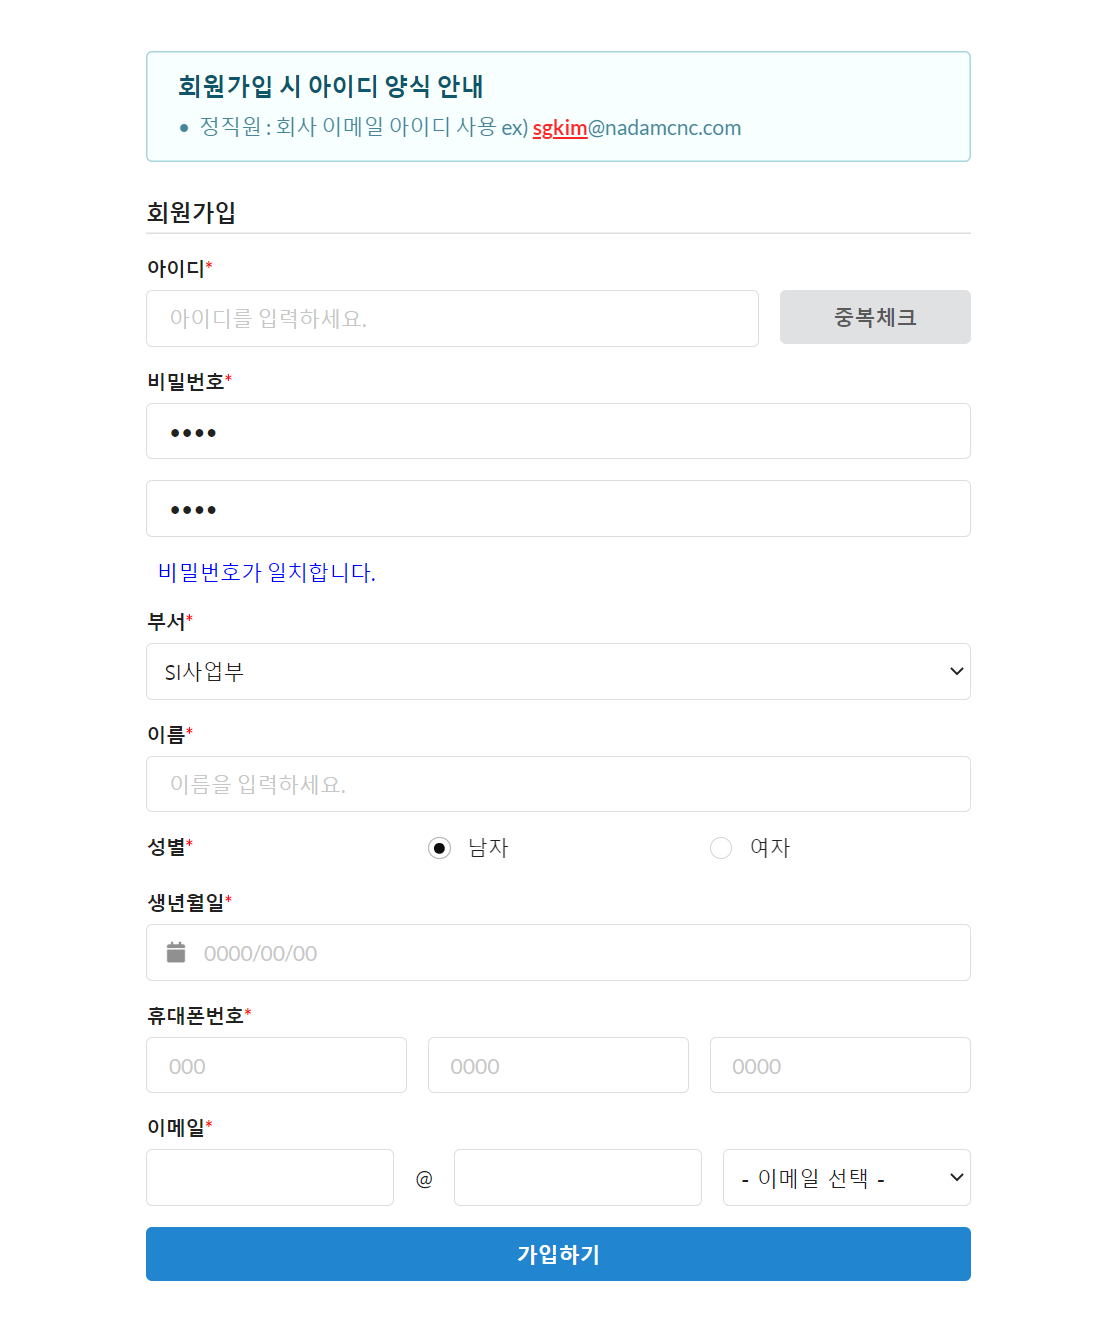 회원가입 시 아이디 양식 안내
• 정직원 : 회사 이메일 아이디 사용 ex) sgkim@nadamcnc.com
회원가입
아이디*
아이디를 입력하세요. 중복체크
비밀번호*
••••
••••
비밀번호가 일치합니다.
부서*
SI사업부
이름*
이름을 입력하세요.
성별* 남자 여자
생년월일*
0000/00/00
휴대폰번호*
000 0000 0000
이메일*
@ - 이메일 선택 -
가입하기